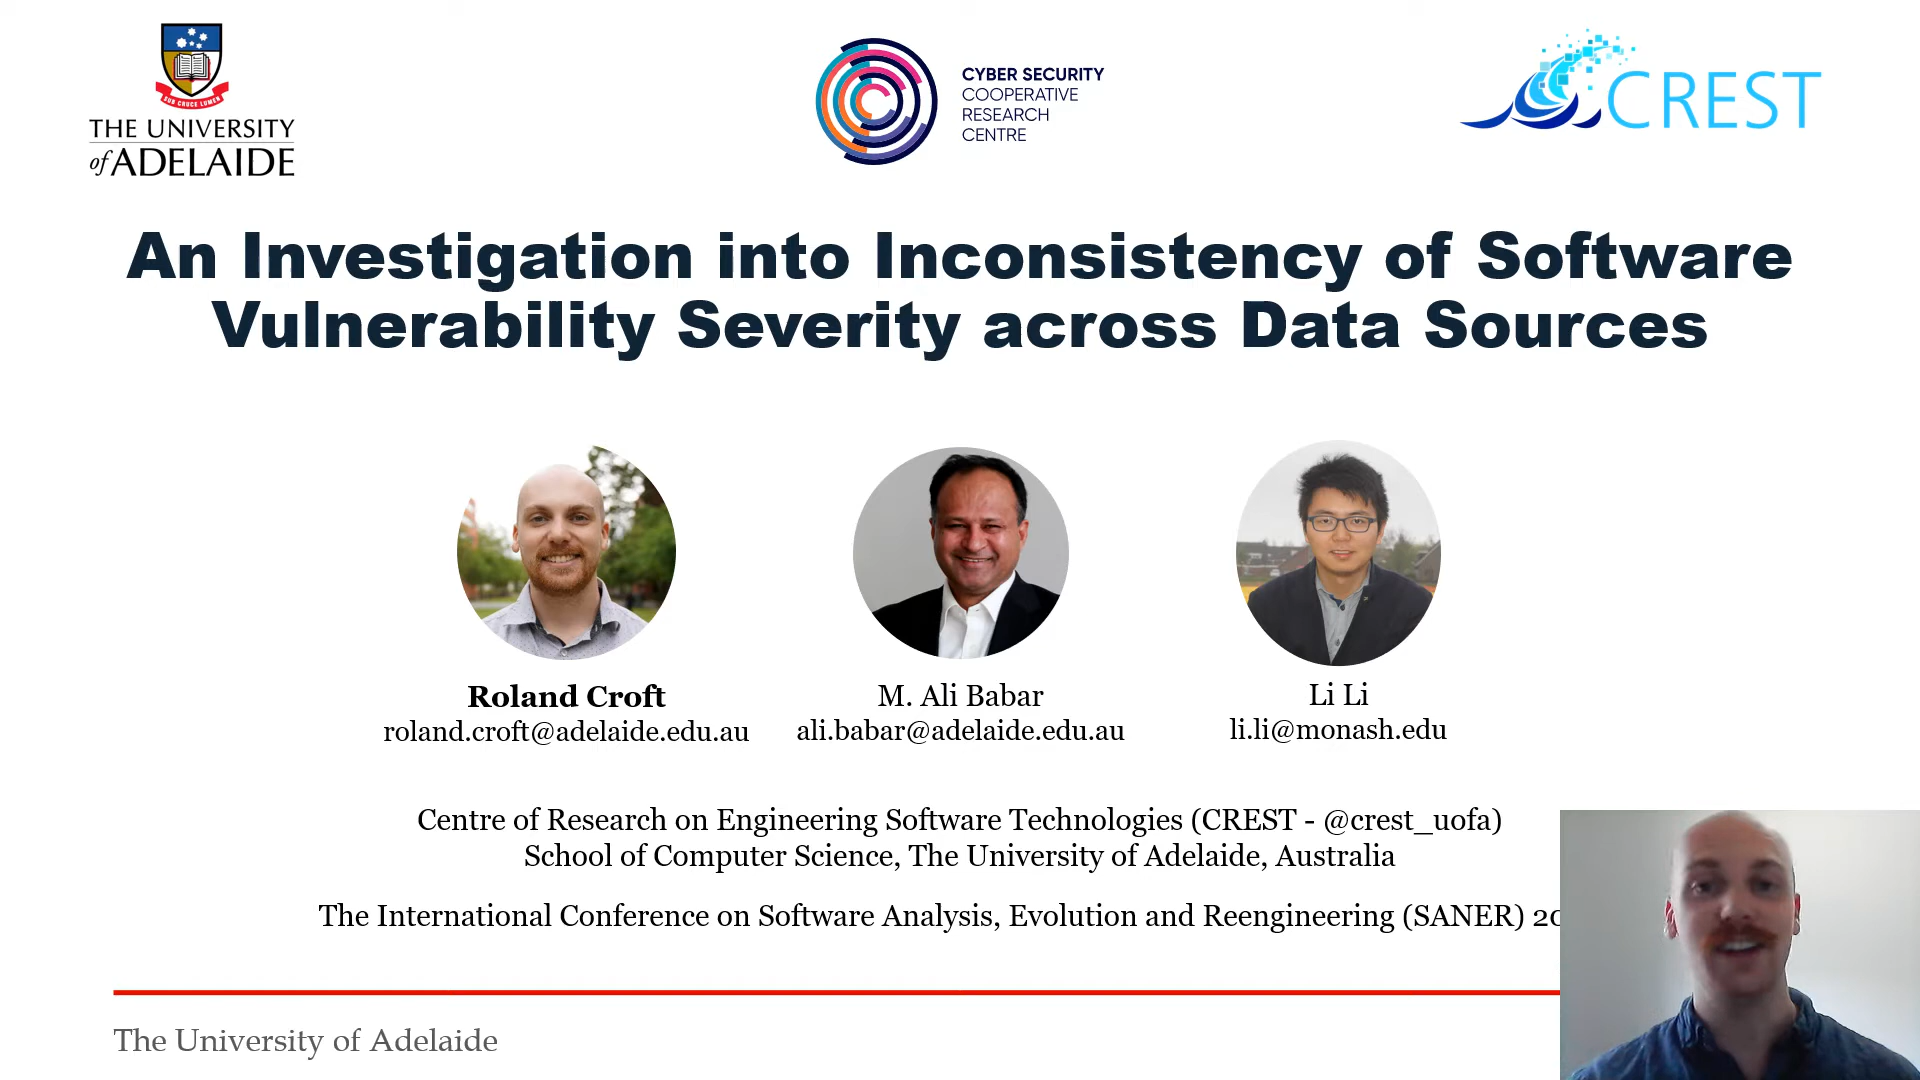 SUB CRUCE LUMEN
THE UNIVERSITY
of ADELAIDE
CYBER SECURITY
COOPERATIVE
RESEARCH
CENTRE
CREST
An Investigation into Inconsistency of Software
Vulnerability Severity across Data Sources
Roland Croft
roland.croft@adelaide.edu.au
M. Ali Babar
ali.babar@adelaide.edu.au
Li Li
li.li@monash.edu
Centre of Research on Engineering Software Technologies (CREST - @crest_uofa)
School of Computer Science, The University of Adelaide, Australia
The International Conference on Software Analysis, Evolution and Reengineering (SANER)
The University of Adelaide